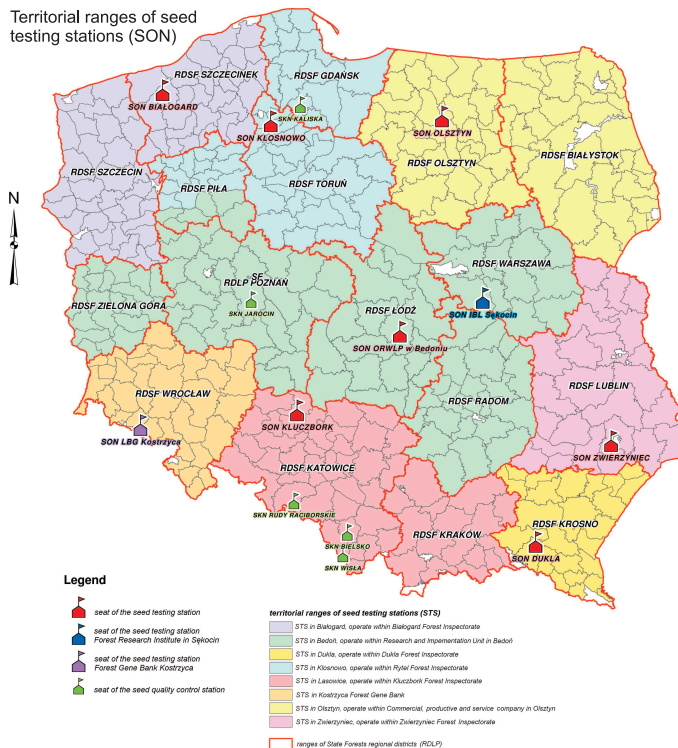 Territorial ranges of seed
testing stations (SON)
RDSF SZCZECINEK
RDSF GDAŃSK
SON BIAŁOGARD
SKN KALISKA
SON KLOSNOWO
SON OLSZTYN
RDSF SZCZECIN
RDSF OLSZTYN
RDSF BIAŁYSTOK
RDSF PIŁA
RDSF TORUŃ
N
RDSF WARSZAWA
SF
RDLP POZNAŃ
RDSF ZIELONA GÓRA
SKN JAROCIN
RDSF ŁÓDŹ
SON IBL Sękocin
SON ORWLP w Bedoniu
RDSF WROCŁAW
RDSF LUBLIN
RDSF RADOM
SON KLUCZBORK
SON LBG Kostrzyca
SON ZWIERZYNIEC
RDSF KATOWICE
SKN RUDY RACIBORSKIE
RDSF KROSNO
RDSF KRAKÓW
SKN BIELSKO
SON DUKLA
SKN WISŁA
Legend
seat of the seed testing station
seat of the seed testing station
Forest Research Institute in Sękocin
seat of the seed testing station
Forest Gene Bank Kostrzyca
seat of the seed quality control station
territorial ranges of seed testing stations (STS)
STS in Białogard, operate within Białogard Forest Inspectorate
STS in Bedoń, operate within Research and Impementation Unit in Bedoń
STS in Dukla, operate within Dukla Forest Inspectorate
STS in Klosnowo, operate within Rytel Forest Inspectorate
STS in Lasowice, operate within Kluczbork Forest Inspectorate
STS in Kostrzyca Forest Gene Bank
STS in Olsztyn, operate within Commercial, productive and service company in Olsztyn
STS in Zwierzyniec, operate within Zwierzyniec Forest Inspectorate
ranges of State Forests regional districts (RDLP)